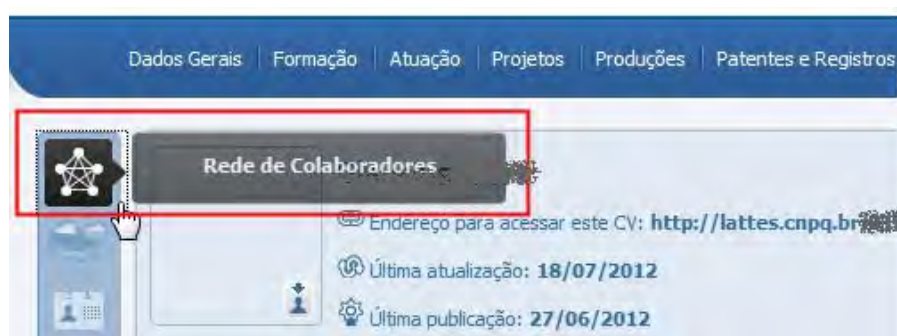 Dados Gerais Formação Atuação Projetos Produções Patentes e Registros
Rede de Colaboradores
Endereço para acessar este CV: http://lattes.cnpq.br
Última atualização: 18/07/2012
Última publicação: 27/06/2012